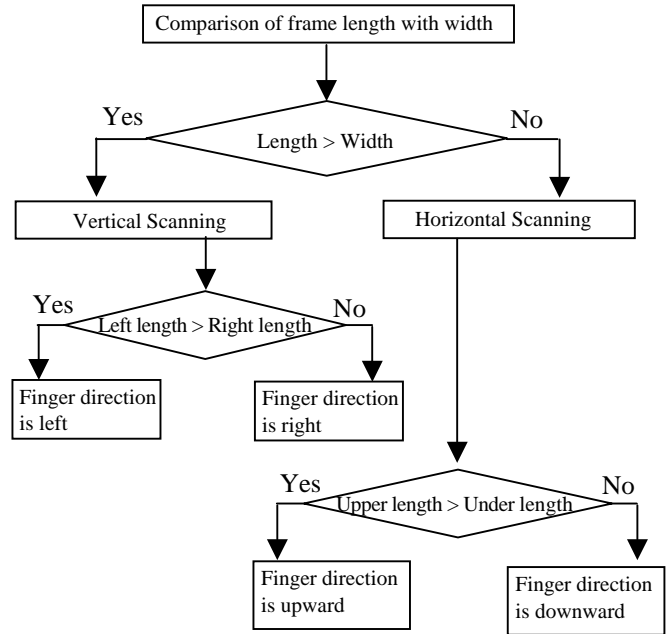 Comparison of frame length with width
Yes
No
Length > Width
Vertical Scanning
Horizontal Scanning
Yes
No
Left length > Right length
Finger direction
is left
Finger direction
is right
Yes
No
Upper length > Under length
Finger direction
is upward
Finger direction
is downward